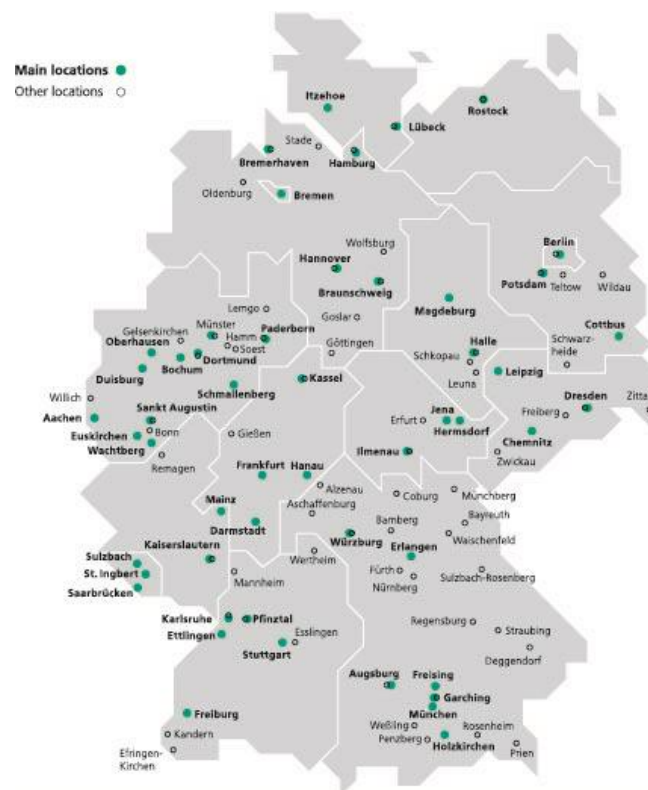 Main locations
Other locations
Itzehoe
Rostock
Lübeck
Stade
Hamburg
Bremerhaven
Oldenburg
Bremen
Wolfsburg
Hannover
Berlin
Braunschweig
Potsdam
Teltow
Wildau
Magdeburg
Lemgo
Goslar
Münster
Paderborn
Gelsenkirchen
Hamm
Cottbus
Oberhausen
Soest
Göttingen
Halle
Schwarz-
heide
Dortmund
Schkopau
Bochum
Duisburg
Leuna
Leipzig
Schmallenberg
Kassel
Willich
Dresden
Zitta
Aachen
Sankt Augustin
Jena
Freiberg
Erfurt
Hermsdorf
Euskirchen
Bonn
Gießen
Chemnitz
Wachtberg
Ilmenau
Remagen
Zwickau
Frankfurt
Hanau
Alzenau
Coburg
Münchberg
Mainz
Aschaffenburg
Bayreuth
Darmstadt
Bamberg
Würzburg
Waischenfeld
Kaiserslautern
Erlangen
Sulzbach
Wertheim
St. Ingbert
Mannheim
Fürth
Sulzbach-Rosenberg
Saarbrücken
Nürnberg
Karlsruhe
Pfinztal
Regensburg
Ettlingen
Esslingen
Straubing
Stuttgart
Deggendorf
Augsburg
Freising
Garching
Freiburg
München
Kandern
Weßling
Rosenheim
Penzberg
Holzkirchen
Efringen-
Kirchen
Prien